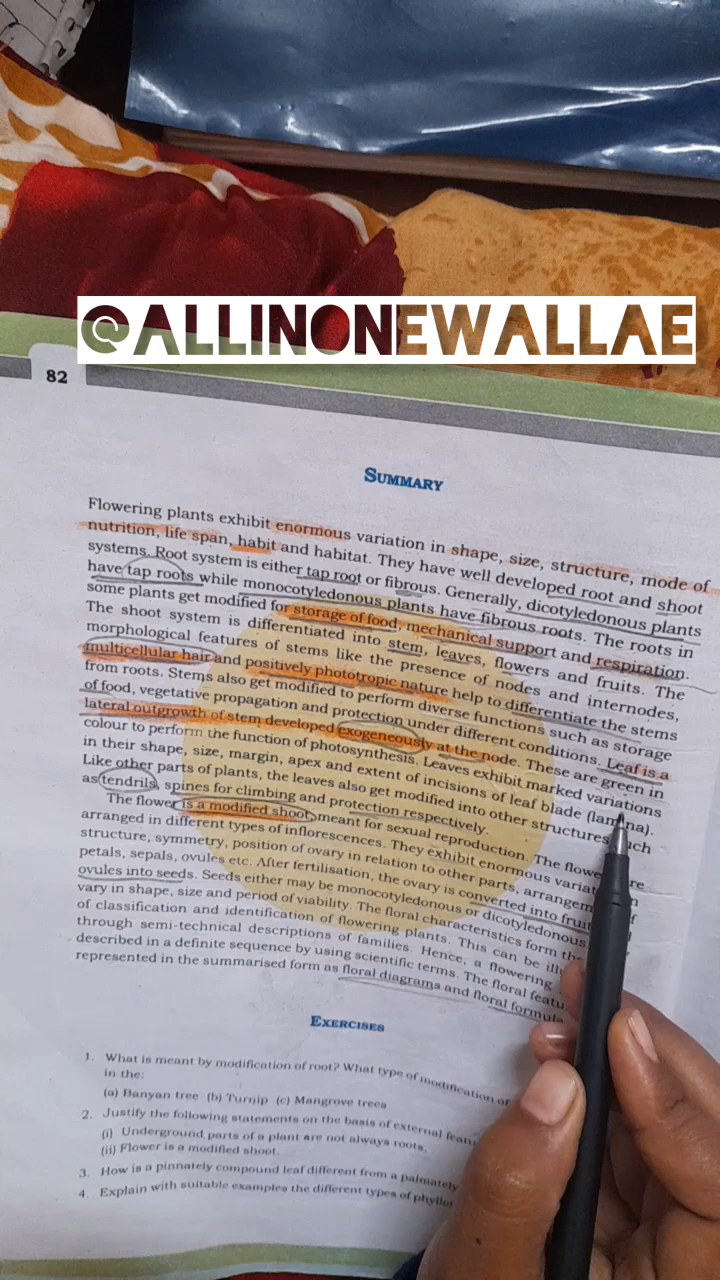 @ALLINONEWALLAE
82
SUMMARY
Flowering plants exhibit enormous variation in shape, size, structure, mode of
nutrition, life span, habit and habitat. They have well developed root and shoot
systems. Root system is either tap root or fibrous. Generally, dicotyledonous plants
have tap roots while monocotyledonous plants have fibrous roots. The roots in
some plants get modified for storage of food, mechanical support and respiration.
The shoot system is differentiated into stem, leaves, flowers and fruits. The
morphological features of stems like the presence of nodes and internodes,
multicellular hair and positively phototropic nature help to differentiate the stems
from roots. Stems also get modified to perform diverse functions such as storage
of food, vegetative propagation and protection under different conditions. Leaf is a
lateral outgrowth of stem developed exogeneously at the node. These are green in
colour to perform the function of photosynthesis. Leaves exhibit marked variations
in their shape, size, margin, apex and extent of incisions of leaf blade (lamina).
Like other parts of plants, the leaves also get modified into other structures such
as tendrils, spines for climbing and protection respectively.
The flower is a modified shoot meant for sexual reproduction. The flowe re
arranged in different types of inflorescences. They exhibit enormous variat n
structure, symmetry, position of ovary in relation to other parts, arrangem f
petals, sepals, ovules etc. After fertilisation, the ovary is converted into fruit
ovules into seeds. Seeds either may be monocotyledonous or dicotyledonous
vary in shape, size and period of viability. The floral characteristics form th
of classification and identification of flowering plants. This can be ill
through semi-technical descriptions of families. Hence, a flowering
described in a definite sequence by using scientific terms. The floral featu
represented in the summarised form as floral diagrams and floral formula
EXERCISES
1. What is meant by modification of root? What type of modification of
in the:
(a) Banyan tree (b) Turnip (c) Mangrove trees
2. Justify the following statements on the basis of external featu
(i) Underground parts of a plant are not always roots.
(ii) Flower is a modified shoot.
3. How is a pinnately compound leaf different from a palmately
4. Explain with suitable examples the different types of phyllot